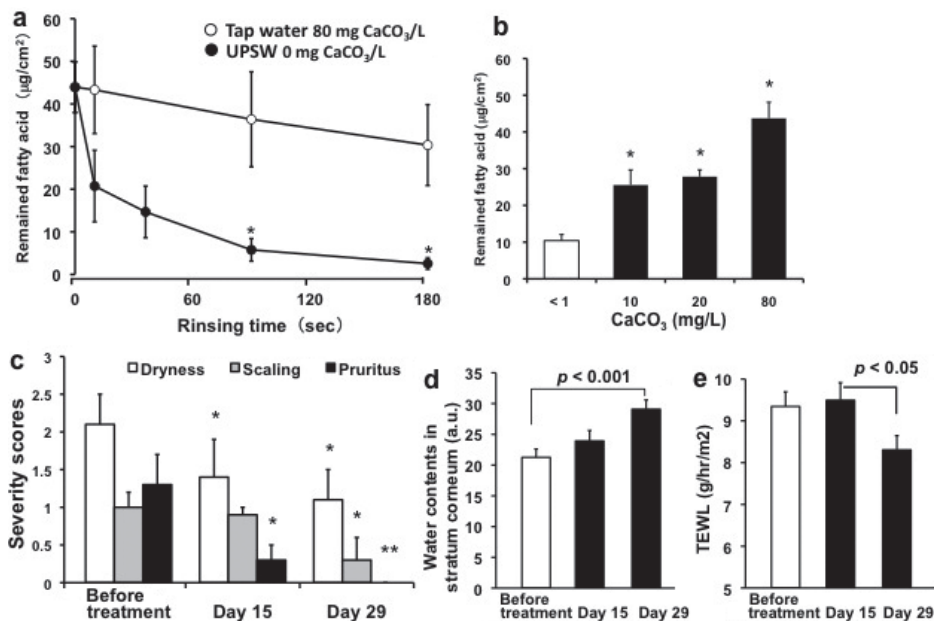 a
60
50
40
30
20
10
0
Remained fatty acid (μg/cm²)
Tap water 80 mg CaCO₃/L
UPSW 0 mg CaCO₃/L
*
*
0
60
120
180
Rinsing time (sec)
b
60
50
40
30
20
10
0
Remained fatty acid (μg/cm²)
*
*
*
< 1
10
20
80
CaCO₃ (mg/L)
c
3
2.5
2
1.5
1
0.5
0
Severity scores
Dryness
Scaling
Pruritus
*
*
*
*
**
Before
treatment
Day 15
Day 29
d
35
30
25
20
15
10
5
0
Water contents in
stratum corneum (a.u.)
p < 0.001
Before
treatment
Day 15
Day 29
e
10
9
8
7
6
5
TEWL (g/hr/m2)
p < 0.05
Before
treatment
Day 15
Day 29